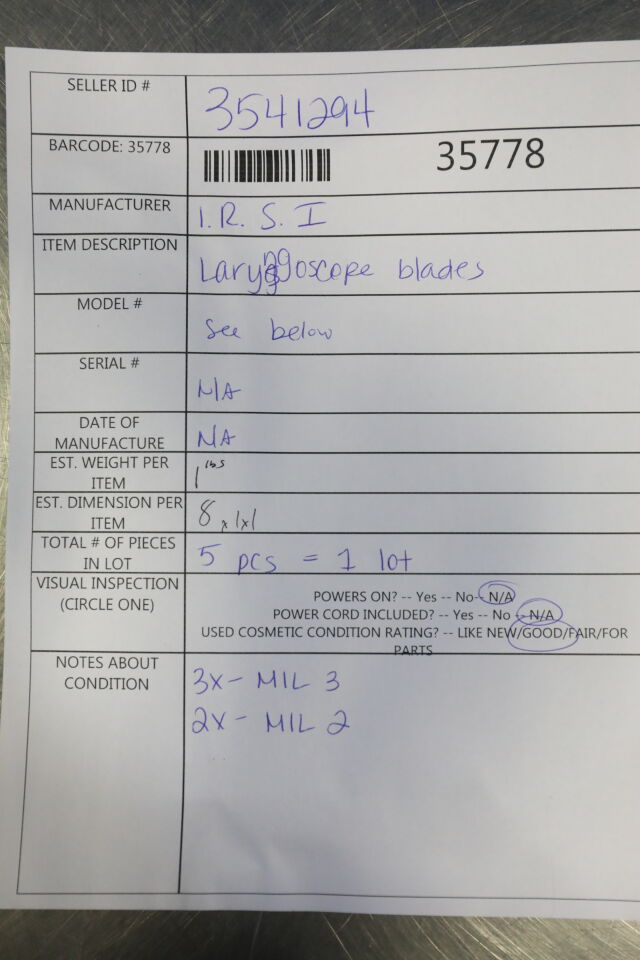 SELLER ID # 3541294
BARCODE: 35778 35778
MANUFACTURER I.R.S.I
ITEM DESCRIPTION Laryngoscope blades
MODEL # See below
SERIAL # N/A
DATE OF
MANUFACTURE N/A
EST. WEIGHT PER
ITEM 1 lbs
EST. DIMENSION PER
ITEM 8 x 1x1
TOTAL # OF PIECES
IN LOT 5 pcs = 1 lot
VISUAL INSPECTION
(CIRCLE ONE)
POWERS ON? -- Yes -- No-- N/A
POWER CORD INCLUDED? -- Yes -- No -- N/A
USED COSMETIC CONDITION RATING? -- LIKE NEW/GOOD/FAIR/FOR
PARTS
NOTES ABOUT
CONDITION
3x - MIL 3
2x - MIL 2